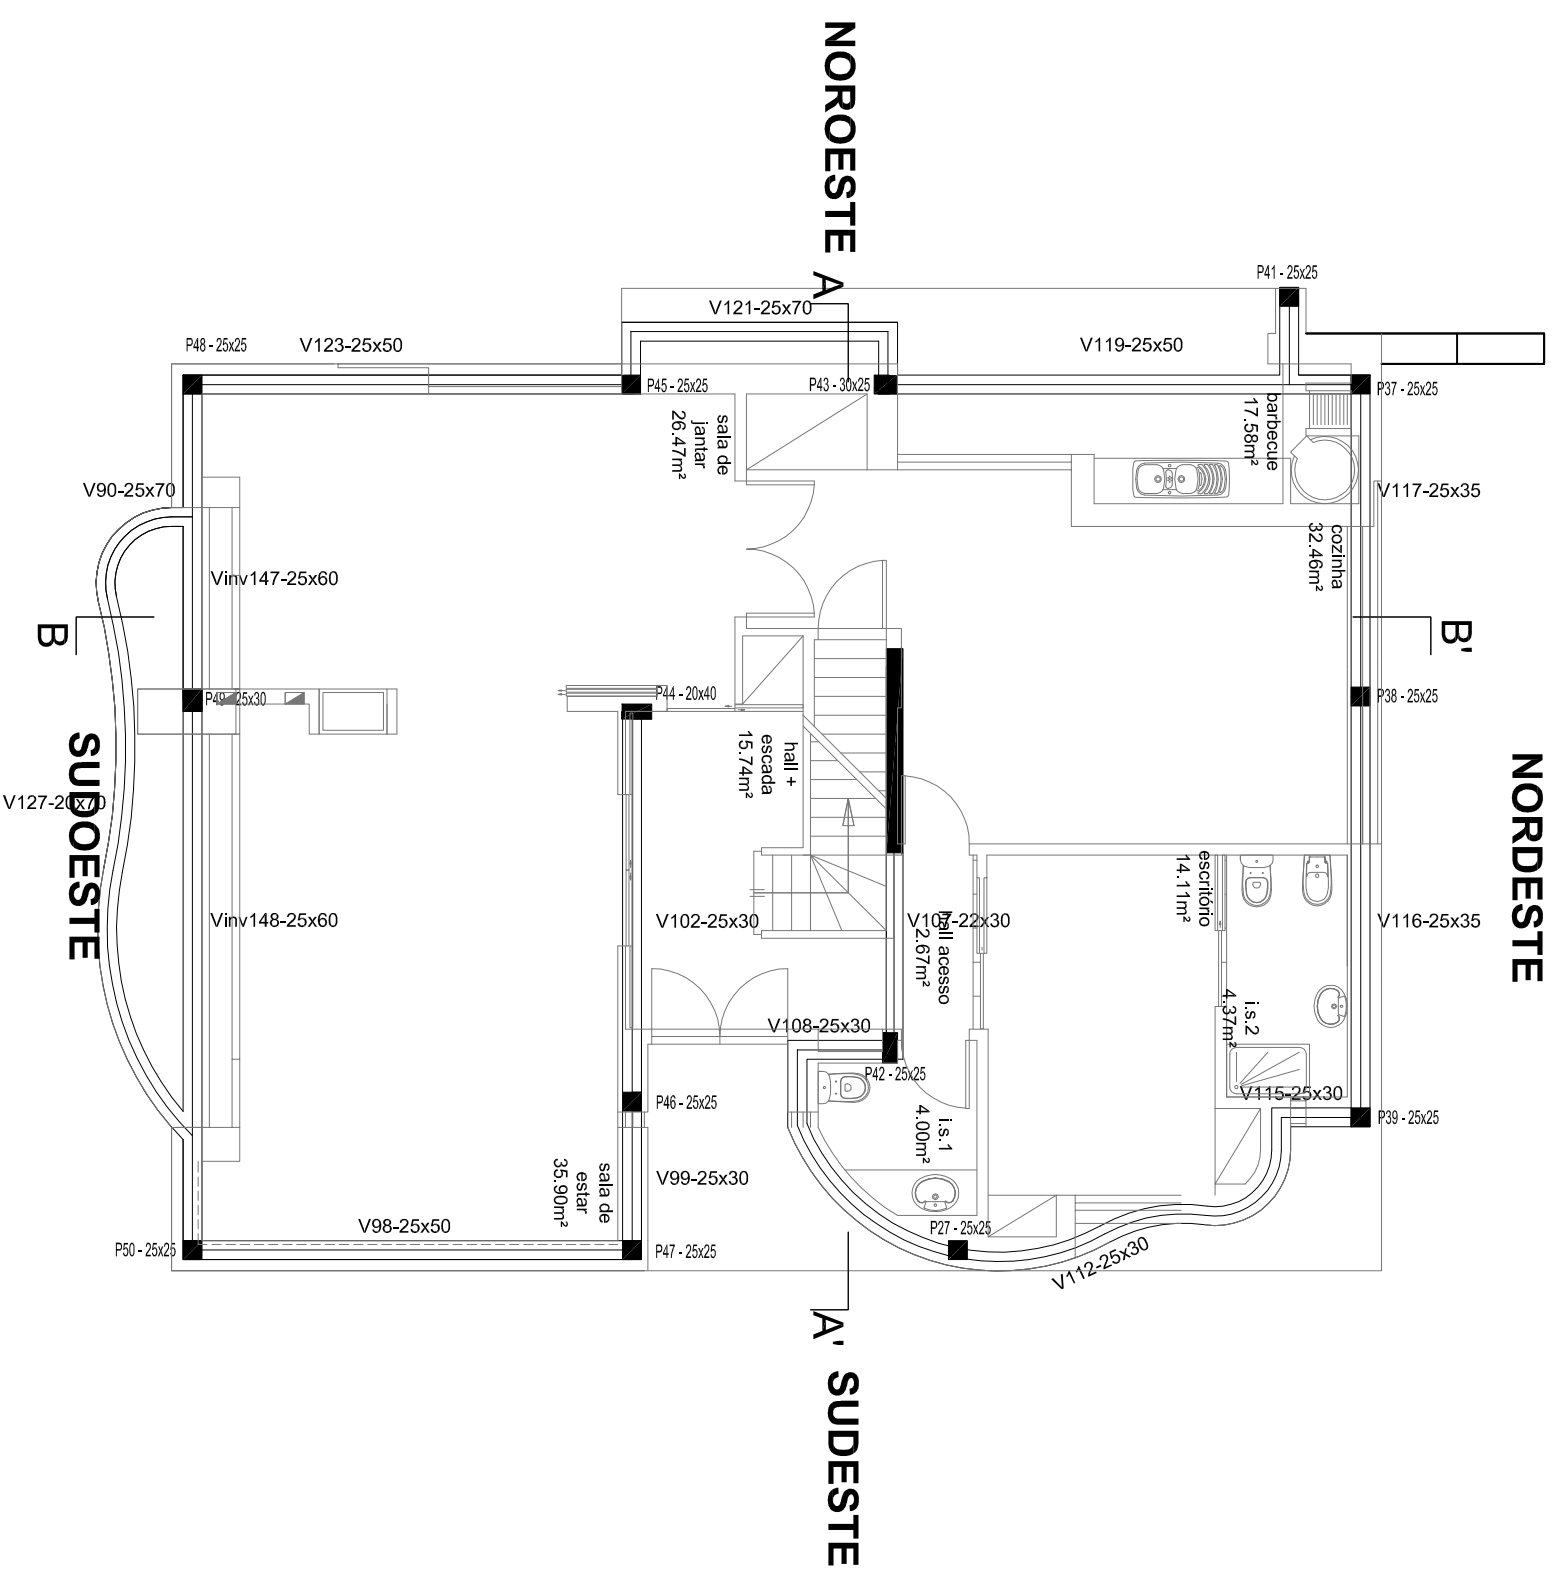 NOROESTE
A
P41 - 25x25
V121-25x70
P48 - 25x25
V123-25x50
V119-25x50
P45 - 25x25
P43 - 30x25
P37 - 25x25
sala de
jantar
26.47m²
barbecue
17.58m²
V90-25x70
V117-25x35
cozinha
32.46m²
Vinv147-25x60
B
B'
P49 - 25x30
P44 - 20x40
P38 - 25x25
SUDOESTE
hall +
escada
15.74m²
NORDESTE
V127-20x70
escritório
14.11m²
Vinv148-25x60
V102-25x30
V107-22x30
hall acesso
2.67m²
V116-25x35
i.s.2
4.37m²
V108-25x30
P42 - 25x25
V115-25x30
P46 - 25x25
i.s.1
4.00m²
P39 - 25x25
sala de
estar
35.90m²
V99-25x30
V98-25x50
P27 - 25x25
P50 - 25x25
P47 - 25x25
V112-25x30
A'
SUDESTE